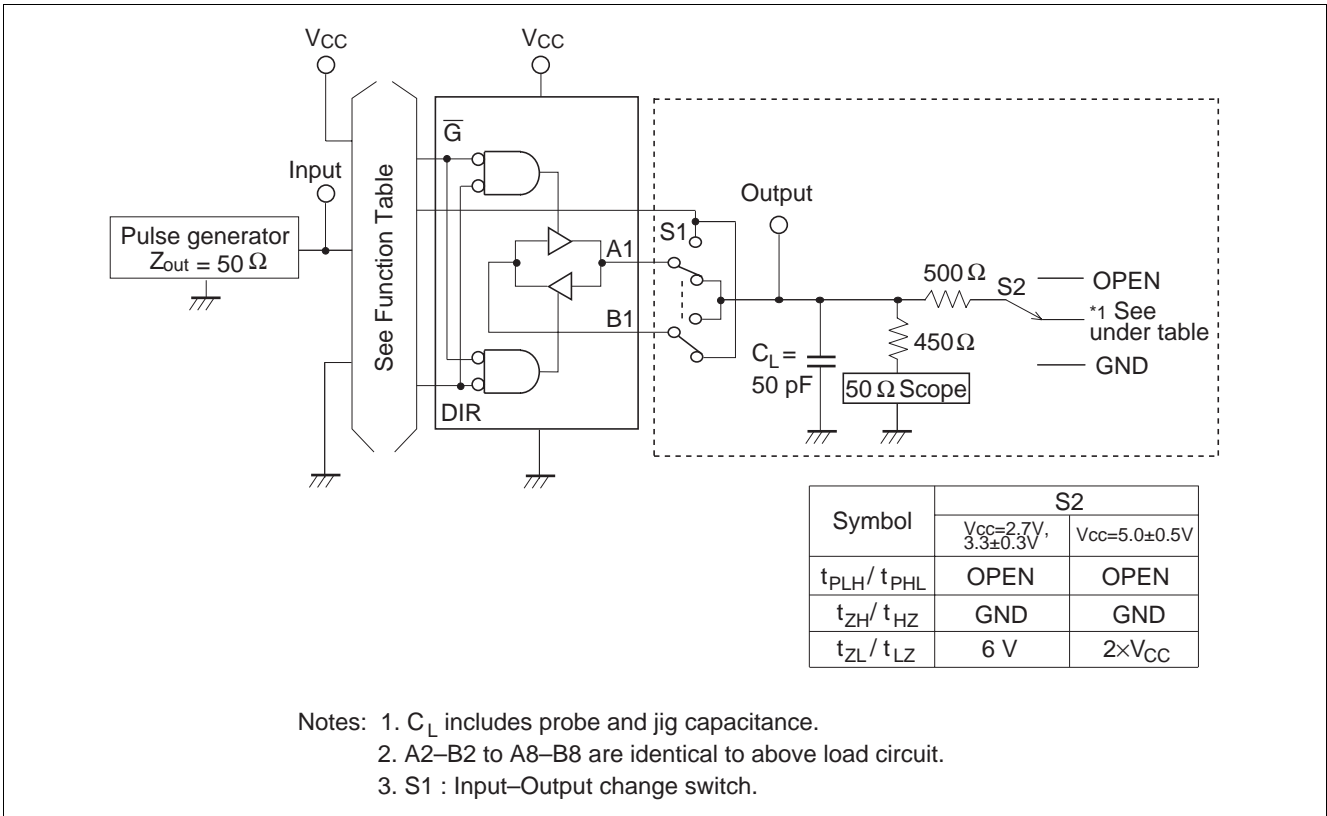 VCC
VCC
Input
Pulse generator
Zout = 50 Ω
See Function Table
G̅
DIR
A1
B1
S1
Output
CL =
50 pF
500 Ω
450 Ω
50 Ω Scope
S2
OPEN
*1 See
under table
GND
Symbol
S2
Vcc=2.7V,
3.3±0.3V
Vcc=5.0±0.5V
tPLH / tPHL OPEN OPEN
tZH / tHZ GND GND
tZL / tLZ 6 V 2×VCC
Notes: 1. CL includes probe and jig capacitance.
2. A2–B2 to A8–B8 are identical to above load circuit.
3. S1 : Input–Output change switch.